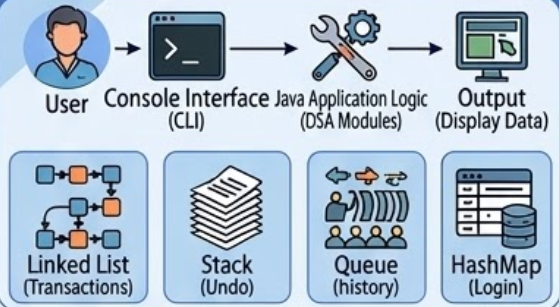 User
Console Interface
(CLI)
Java Application Logic
(DSA Modules)
Output
(Display Data)
Linked List
(Transactions)
Stack
(Undo)
Queue
(history)
HashMap
(Login)